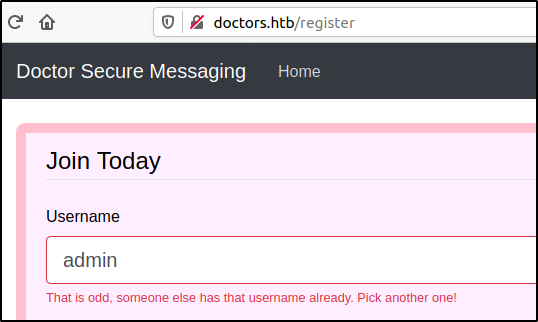 doctors.htb/register
Doctor Secure Messaging Home
Join Today
Username
admin
That is odd, someone else has that username already. Pick another one!